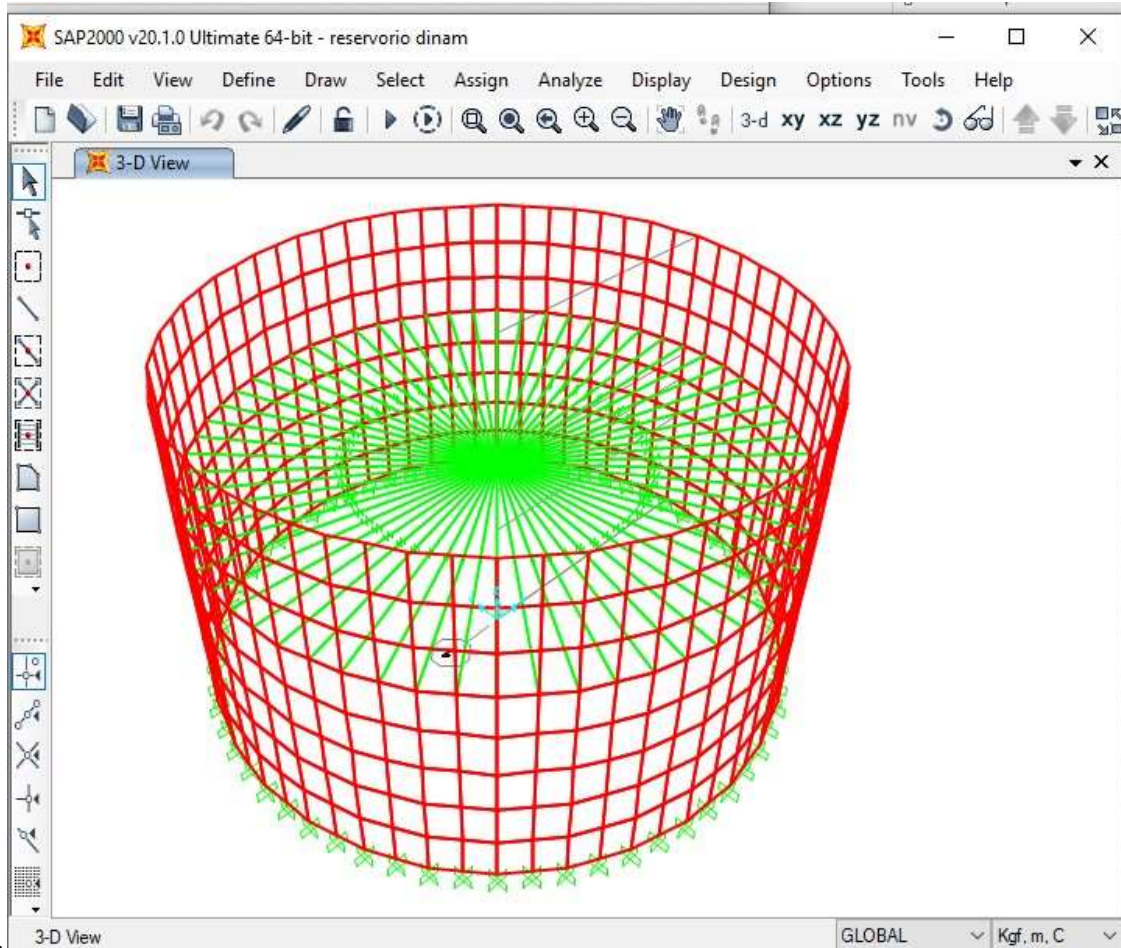 SAP2000 v20.1.0 Ultimate 64-bit - reservorio dinam
File Edit View Define Draw Select Assign Analyze Display Design Options Tools Help
3-d xy xz yz nv
3-D View
3-D View GLOBAL Kgf, m, C